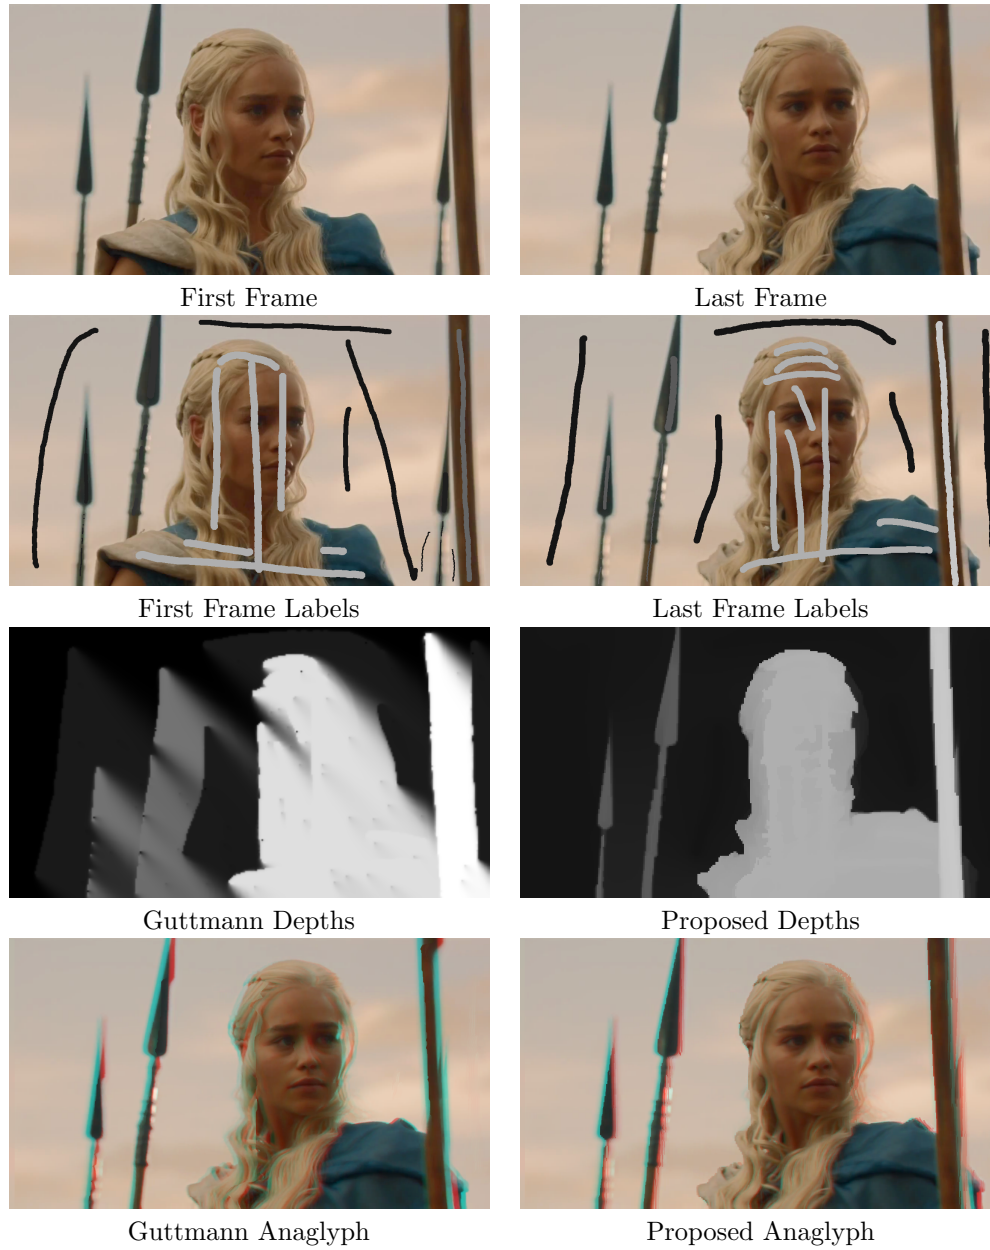 First Frame
Last Frame
First Frame Labels
Last Frame Labels
Guttmann Depths
Proposed Depths
Guttmann Anaglyph
Proposed Anaglyph